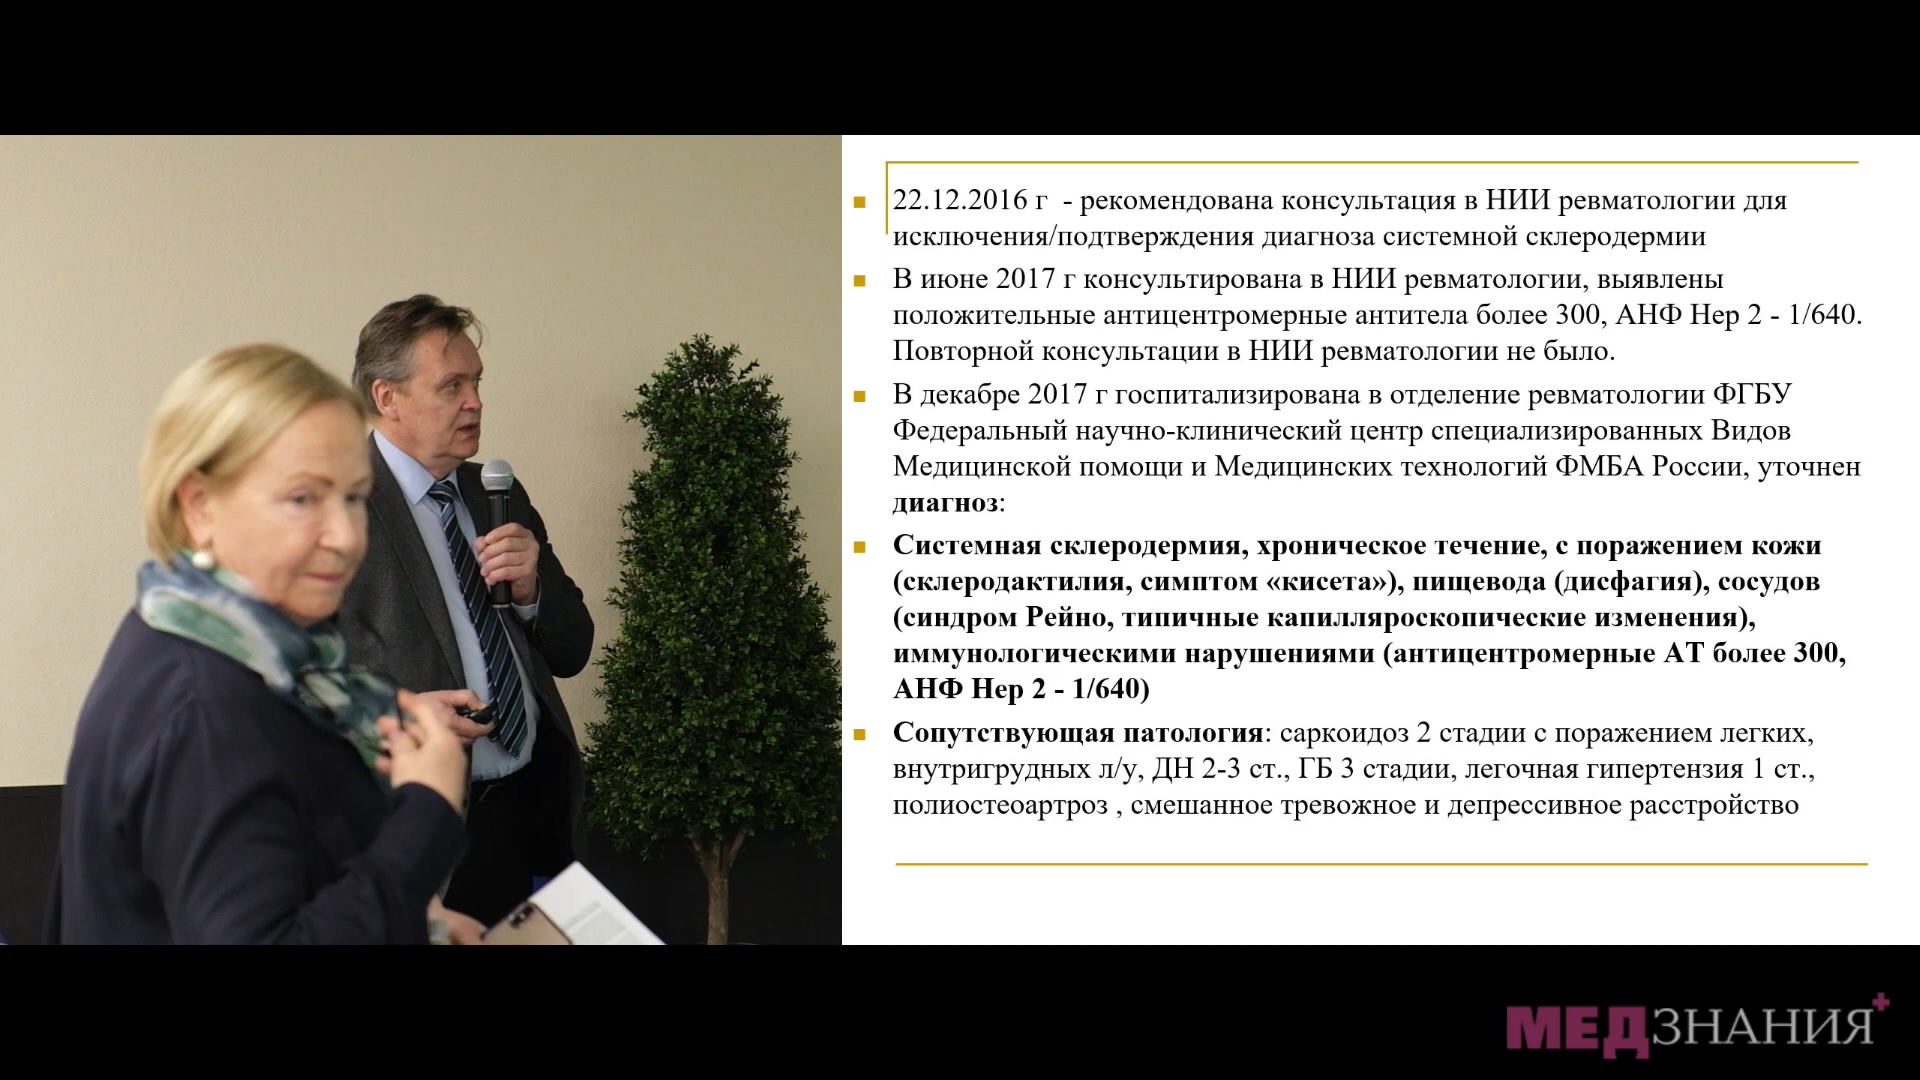 22.12.2016 г - рекомендована консультация в НИИ ревматологии для
исключения/подтверждения диагноза системной склеродермии
В июне 2017 г консультирована в НИИ ревматологии, выявлены
положительные антицентромерные антитела более 300, АНФ Нер 2 - 1/640.
Повторной консультации в НИИ ревматологии не было.
В декабре 2017 г госпитализирована в отделение ревматологии ФГБУ
Федеральный научно-клинический центр специализированных Видов
Медицинской помощи и Медицинских технологий ФМБА России, уточнен
диагноз:
Системная склеродермия, хроническое течение, с поражением кожи
(склеродактилия, симптом «кисета»), пищевода (дисфагия), сосудов
(синдром Рейно, типичные капилляроскопические изменения),
иммунологическими нарушениями (антицентромерные АТ более 300,
АНФ Нер 2 - 1/640)
Сопутствующая патология: саркоидоз 2 стадии с поражением легких,
внутригрудных л/у, ДН 2-3 ст., ГБ 3 стадии, легочная гипертензия 1 ст.,
полиостеоартроз , смешанное тревожное и депрессивное расстройство
МЕДЗНАНИЯ+